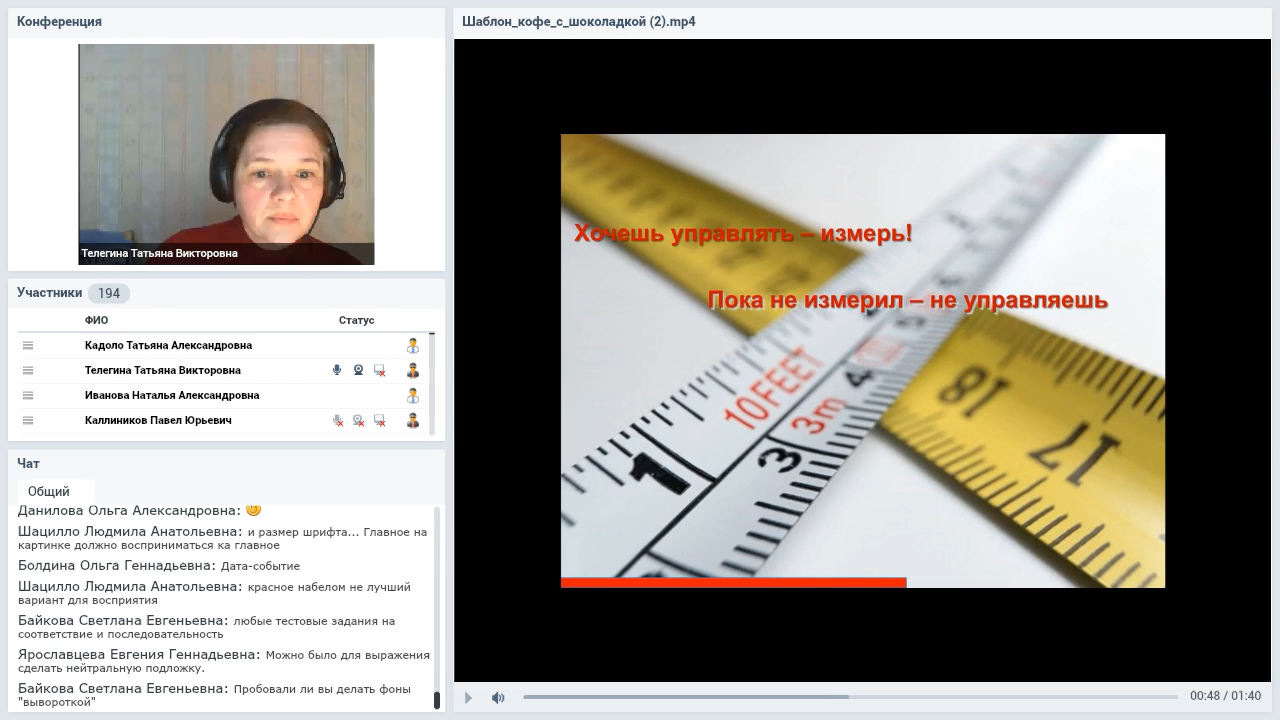 Конференция
Телегина Татьяна Викторовна
Участники 194
ФИО Статус
Кадоло Татьяна Александровна
Телегина Татьяна Викторовна
Иванова Наталья Александровна
Каллиников Павел Юрьевич
Чат
Общий
Данилова Ольга Александровна:
Шацилло Людмила Анатольевна: и размер шрифта... Главное на
картинке должно восприниматься ка главное
Болдина Ольга Геннадьевна: Дата-событие
Шацилло Людмила Анатольевна: красное набелом не лучший
вариант для восприятия
Байкова Светлана Евгеньевна: любые тестовые задания на
соответствие и последовательность
Ярославцева Евгения Геннадьевна: Можно было для выражения
сделать нейтральную подложку.
Байкова Светлана Евгеньевна: Пробовали ли вы делать фоны
"вывороткой"
Шаблон_кофе_с_шоколадкой (2).mp4
Хочешь управлять – измерь!
Пока не измерил – не управляешь
10FEET
3m
4
1
3
18
17
00:48 / 01:40